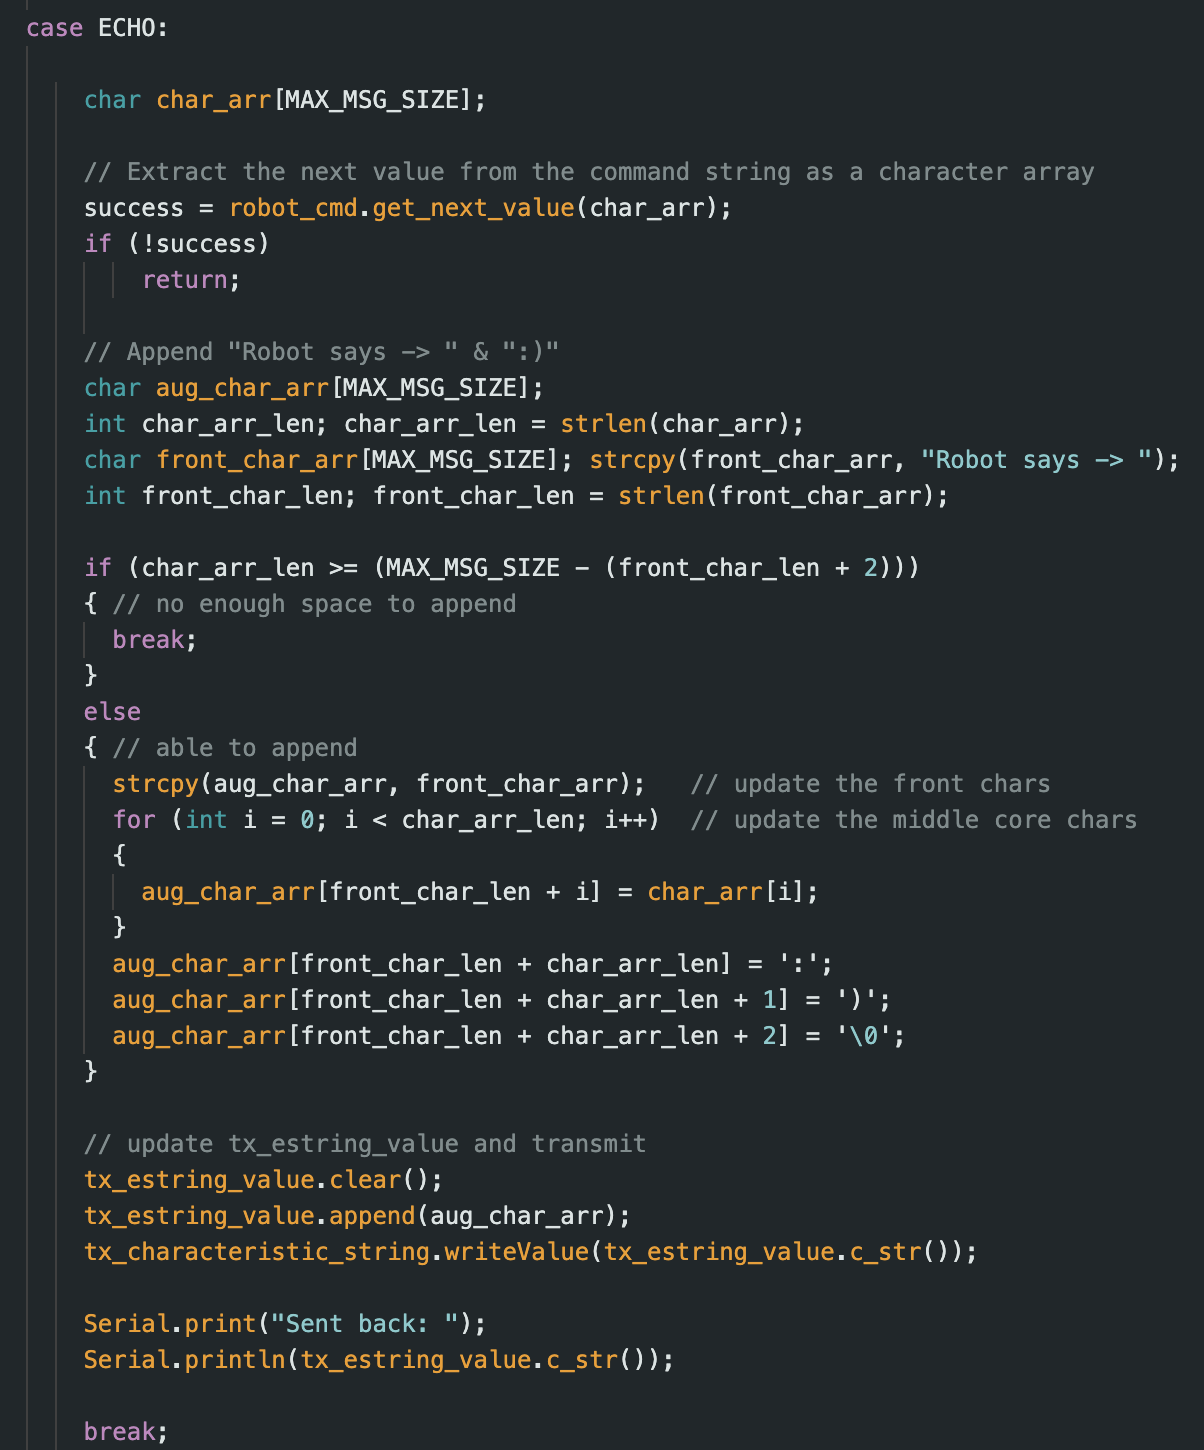 case ECHO:
char char_arr[MAX_MSG_SIZE];
// Extract the next value from the command string as a character array
success = robot_cmd.get_next_value(char_arr);
if (!success)
return;
// Append "Robot says -> " & ":)"
char aug_char_arr[MAX_MSG_SIZE];
int char_arr_len; char_arr_len = strlen(char_arr);
char front_char_arr[MAX_MSG_SIZE]; strcpy(front_char_arr, "Robot says -> ");
int front_char_len; front_char_len = strlen(front_char_arr);
if (char_arr_len >= (MAX_MSG_SIZE - (front_char_len + 2)))
{ // no enough space to append
break;
}
else
{ // able to append
strcpy(aug_char_arr, front_char_arr);   // update the front chars
for (int i = 0; i < char_arr_len; i++)  // update the middle core chars
{
aug_char_arr[front_char_len + i] = char_arr[i];
}
aug_char_arr[front_char_len + char_arr_len] = ':';
aug_char_arr[front_char_len + char_arr_len + 1] = ')';
aug_char_arr[front_char_len + char_arr_len + 2] = '\0';
}
// update tx_estring_value and transmit
tx_estring_value.clear();
tx_estring_value.append(aug_char_arr);
tx_characteristic_string.writeValue(tx_estring_value.c_str());
Serial.print("Sent back: ");
Serial.println(tx_estring_value.c_str());
break;